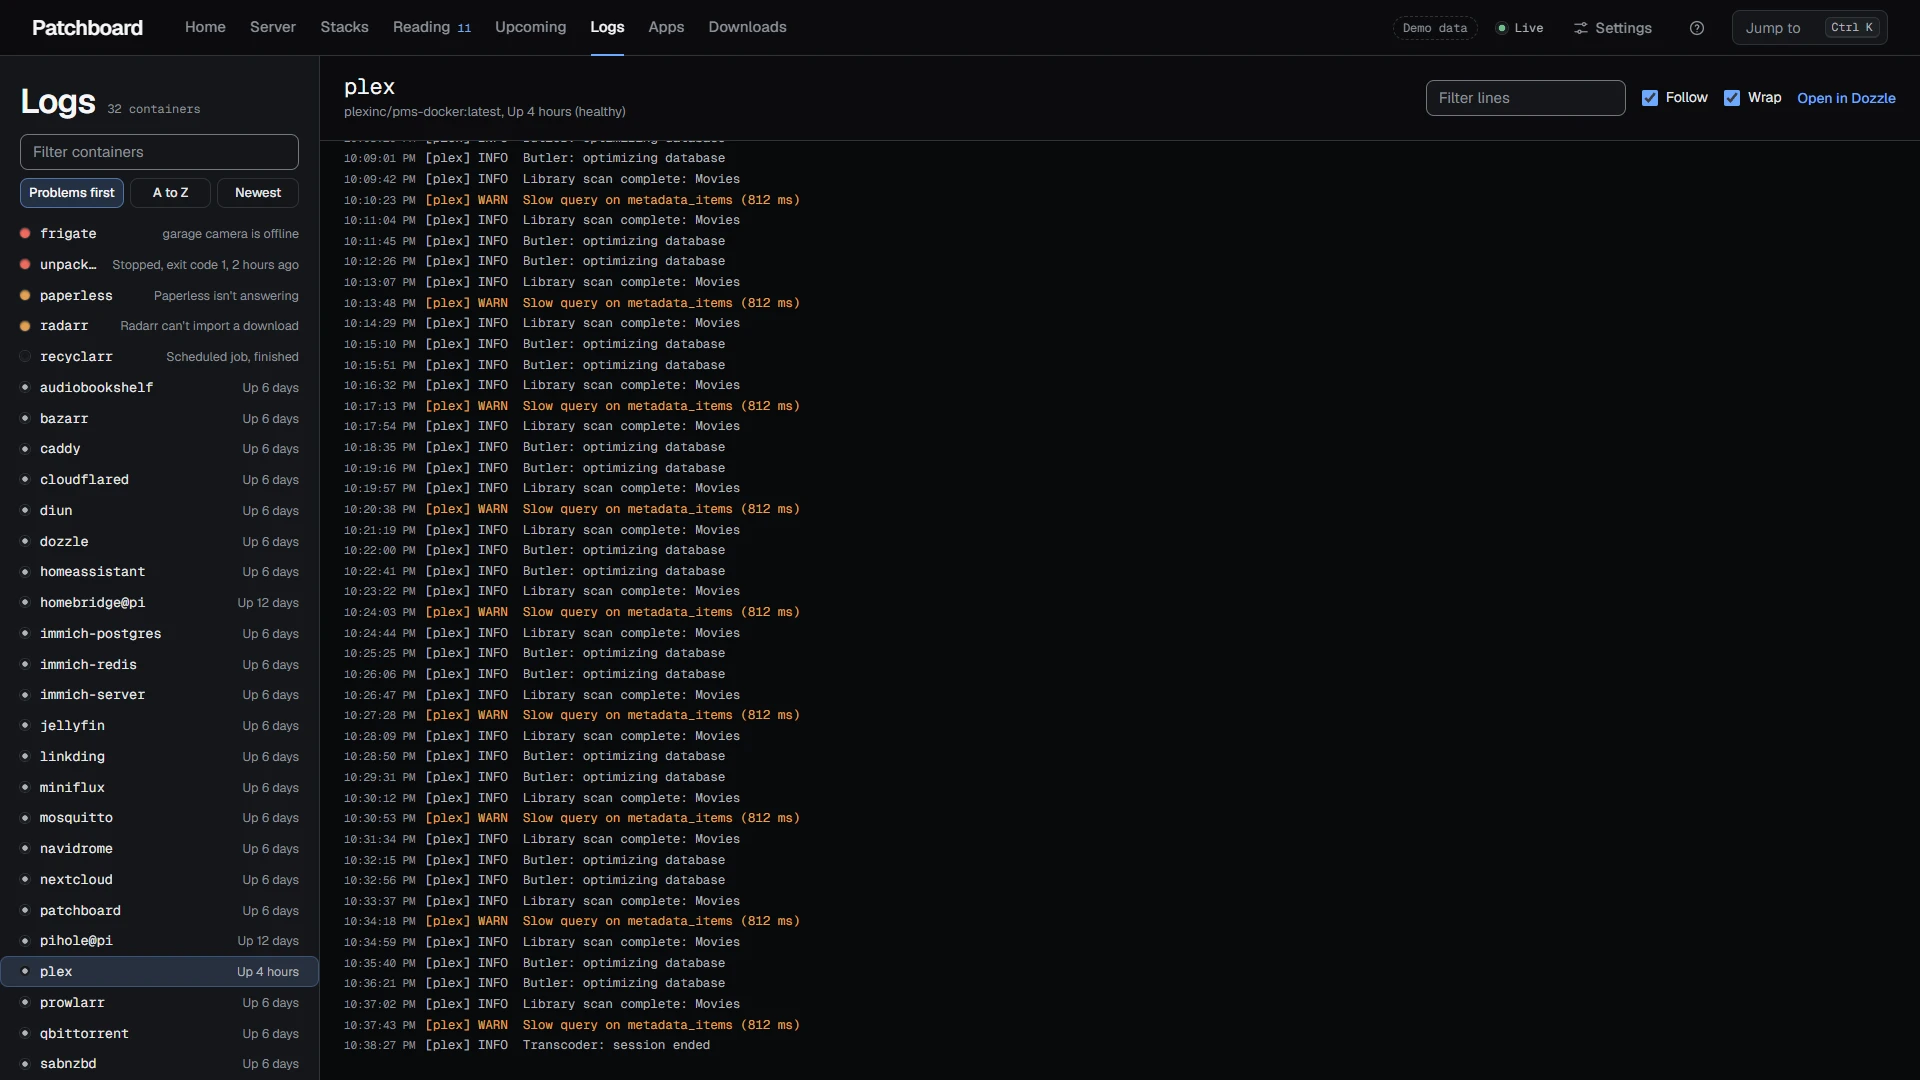 Patchboard Home Server Stacks Reading 11 Upcoming Logs Apps Downloads Demo data Live Settings Jump to Ctrl K
Logs 32 containers
Filter containers
Problems first A to Z Newest
frigate garage camera is offline
unpack… Stopped, exit code 1, 2 hours ago
paperless Paperless isn't answering
radarr Radarr can't import a download
recyclarr Scheduled job, finished
audiobookshelf Up 6 days
bazarr Up 6 days
caddy Up 6 days
cloudflared Up 6 days
diun Up 6 days
dozzle Up 6 days
homeassistant Up 6 days
homebridge@pi Up 12 days
immich-postgres Up 6 days
immich-redis Up 6 days
immich-server Up 6 days
jellyfin Up 6 days
linkding Up 6 days
miniflux Up 6 days
mosquitto Up 6 days
navidrome Up 6 days
nextcloud Up 6 days
patchboard Up 6 days
pihole@pi Up 12 days
plex Up 4 hours
prowlarr Up 6 days
qbittorrent Up 6 days
sabnzbd Up 6 days
plex
plexinc/pms-docker:latest, Up 4 hours (healthy)
Filter lines Follow Wrap Open in Dozzle
10:09:01 PM [plex] INFO Butler: optimizing database
10:09:42 PM [plex] INFO Library scan complete: Movies
10:10:23 PM [plex] WARN Slow query on metadata_items (812 ms)
10:11:04 PM [plex] INFO Library scan complete: Movies
10:11:45 PM [plex] INFO Butler: optimizing database
10:12:26 PM [plex] INFO Butler: optimizing database
10:13:07 PM [plex] INFO Library scan complete: Movies
10:13:48 PM [plex] WARN Slow query on metadata_items (812 ms)
10:14:29 PM [plex] INFO Library scan complete: Movies
10:15:10 PM [plex] INFO Butler: optimizing database
10:15:51 PM [plex] INFO Butler: optimizing database
10:16:32 PM [plex] INFO Library scan complete: Movies
10:17:13 PM [plex] WARN Slow query on metadata_items (812 ms)
10:17:54 PM [plex] INFO Library scan complete: Movies
10:18:35 PM [plex] INFO Butler: optimizing database
10:19:16 PM [plex] INFO Butler: optimizing database
10:19:57 PM [plex] INFO Library scan complete: Movies
10:20:38 PM [plex] WARN Slow query on metadata_items (812 ms)
10:21:19 PM [plex] INFO Library scan complete: Movies
10:22:00 PM [plex] INFO Butler: optimizing database
10:22:41 PM [plex] INFO Butler: optimizing database
10:23:22 PM [plex] INFO Library scan complete: Movies
10:24:03 PM [plex] WARN Slow query on metadata_items (812 ms)
10:24:44 PM [plex] INFO Library scan complete: Movies
10:25:25 PM [plex] INFO Butler: optimizing database
10:26:06 PM [plex] INFO Butler: optimizing database
10:26:47 PM [plex] INFO Library scan complete: Movies
10:27:28 PM [plex] WARN Slow query on metadata_items (812 ms)
10:28:09 PM [plex] INFO Library scan complete: Movies
10:28:50 PM [plex] INFO Butler: optimizing database
10:29:31 PM [plex] INFO Butler: optimizing database
10:30:12 PM [plex] INFO Library scan complete: Movies
10:30:53 PM [plex] WARN Slow query on metadata_items (812 ms)
10:31:34 PM [plex] INFO Library scan complete: Movies
10:32:15 PM [plex] INFO Butler: optimizing database
10:32:56 PM [plex] INFO Butler: optimizing database
10:33:37 PM [plex] INFO Library scan complete: Movies
10:34:18 PM [plex] WARN Slow query on metadata_items (812 ms)
10:34:59 PM [plex] INFO Library scan complete: Movies
10:35:40 PM [plex] INFO Butler: optimizing database
10:36:21 PM [plex] INFO Butler: optimizing database
10:37:02 PM [plex] INFO Library scan complete: Movies
10:37:43 PM [plex] WARN Slow query on metadata_items (812 ms)
10:38:27 PM [plex] INFO Transcoder: session ended